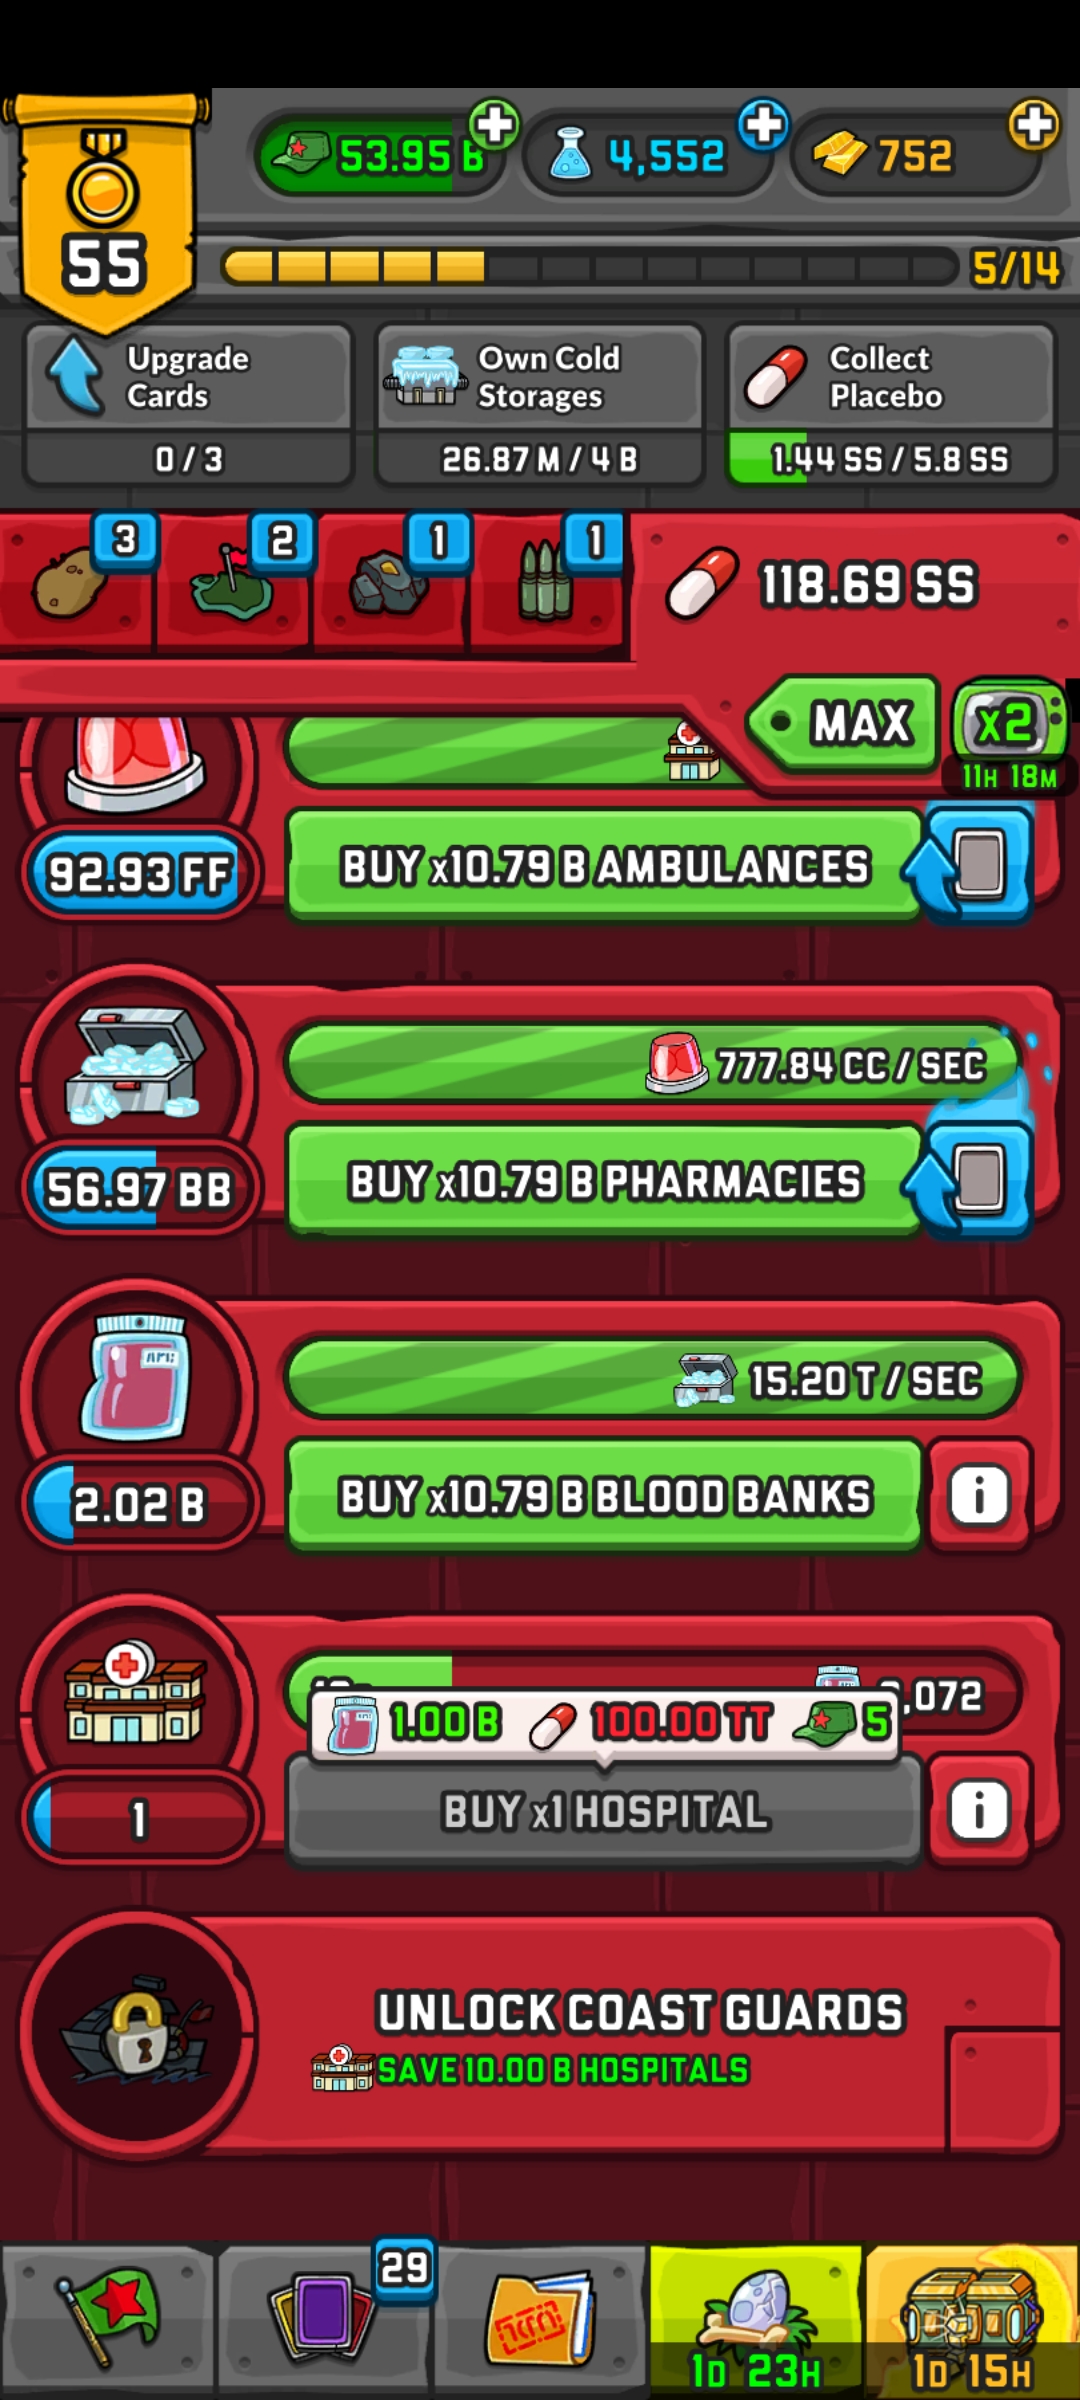 53.95 B
4,552
752
55
5/14
Upgrade Cards
0 / 3
Own Cold Storages
26.87 M / 4 B
Collect Placebo
1.44 SS / 5.8 SS
3
2
1
1
118.69 SS
MAX
x2
11H 18M
92.93 FF
BUY x10.79 B AMBULANCES
777.84 CC / SEC
56.97 BB
BUY x10.79 B PHARMACIES
15.20 T / SEC
2.02 B
BUY x10.79 B BLOOD BANKS
i
,072
1.00 B
100.00 TT
5
1
BUY x1 HOSPITAL
i
UNLOCK COAST GUARDS
SAVE 10.00 B HOSPITALS
29
1D 23H
1D 15H